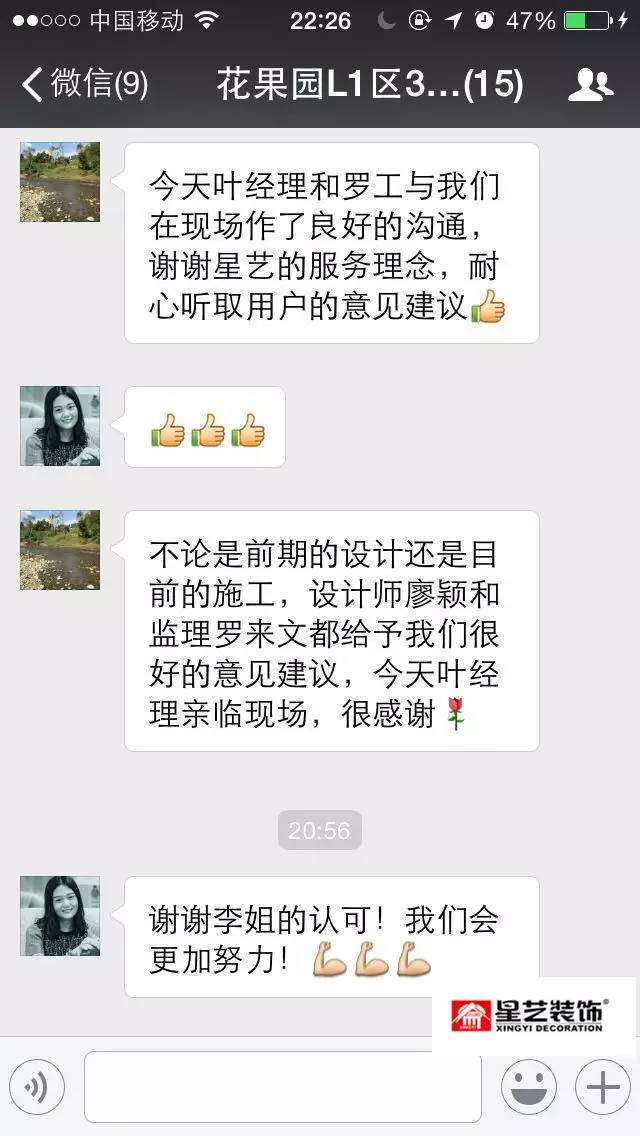 中国移动 22:26 47%
微信(9) 花果园L1区3...(15)
今天叶经理和罗工与我们
在现场作了良好的沟通，
谢谢星艺的服务理念，耐
心听取用户的意见建议👍
👍👍👍
不论是前期的设计还是目
前的施工，设计师廖颖和
监理罗来文都给予我们很
好的意见建议，今天叶经
理亲临现场，很感谢🌹
20:56
谢谢李姐的认可！我们会
更加努力！💪💪💪
星艺装饰®
XINGYI DECORATION